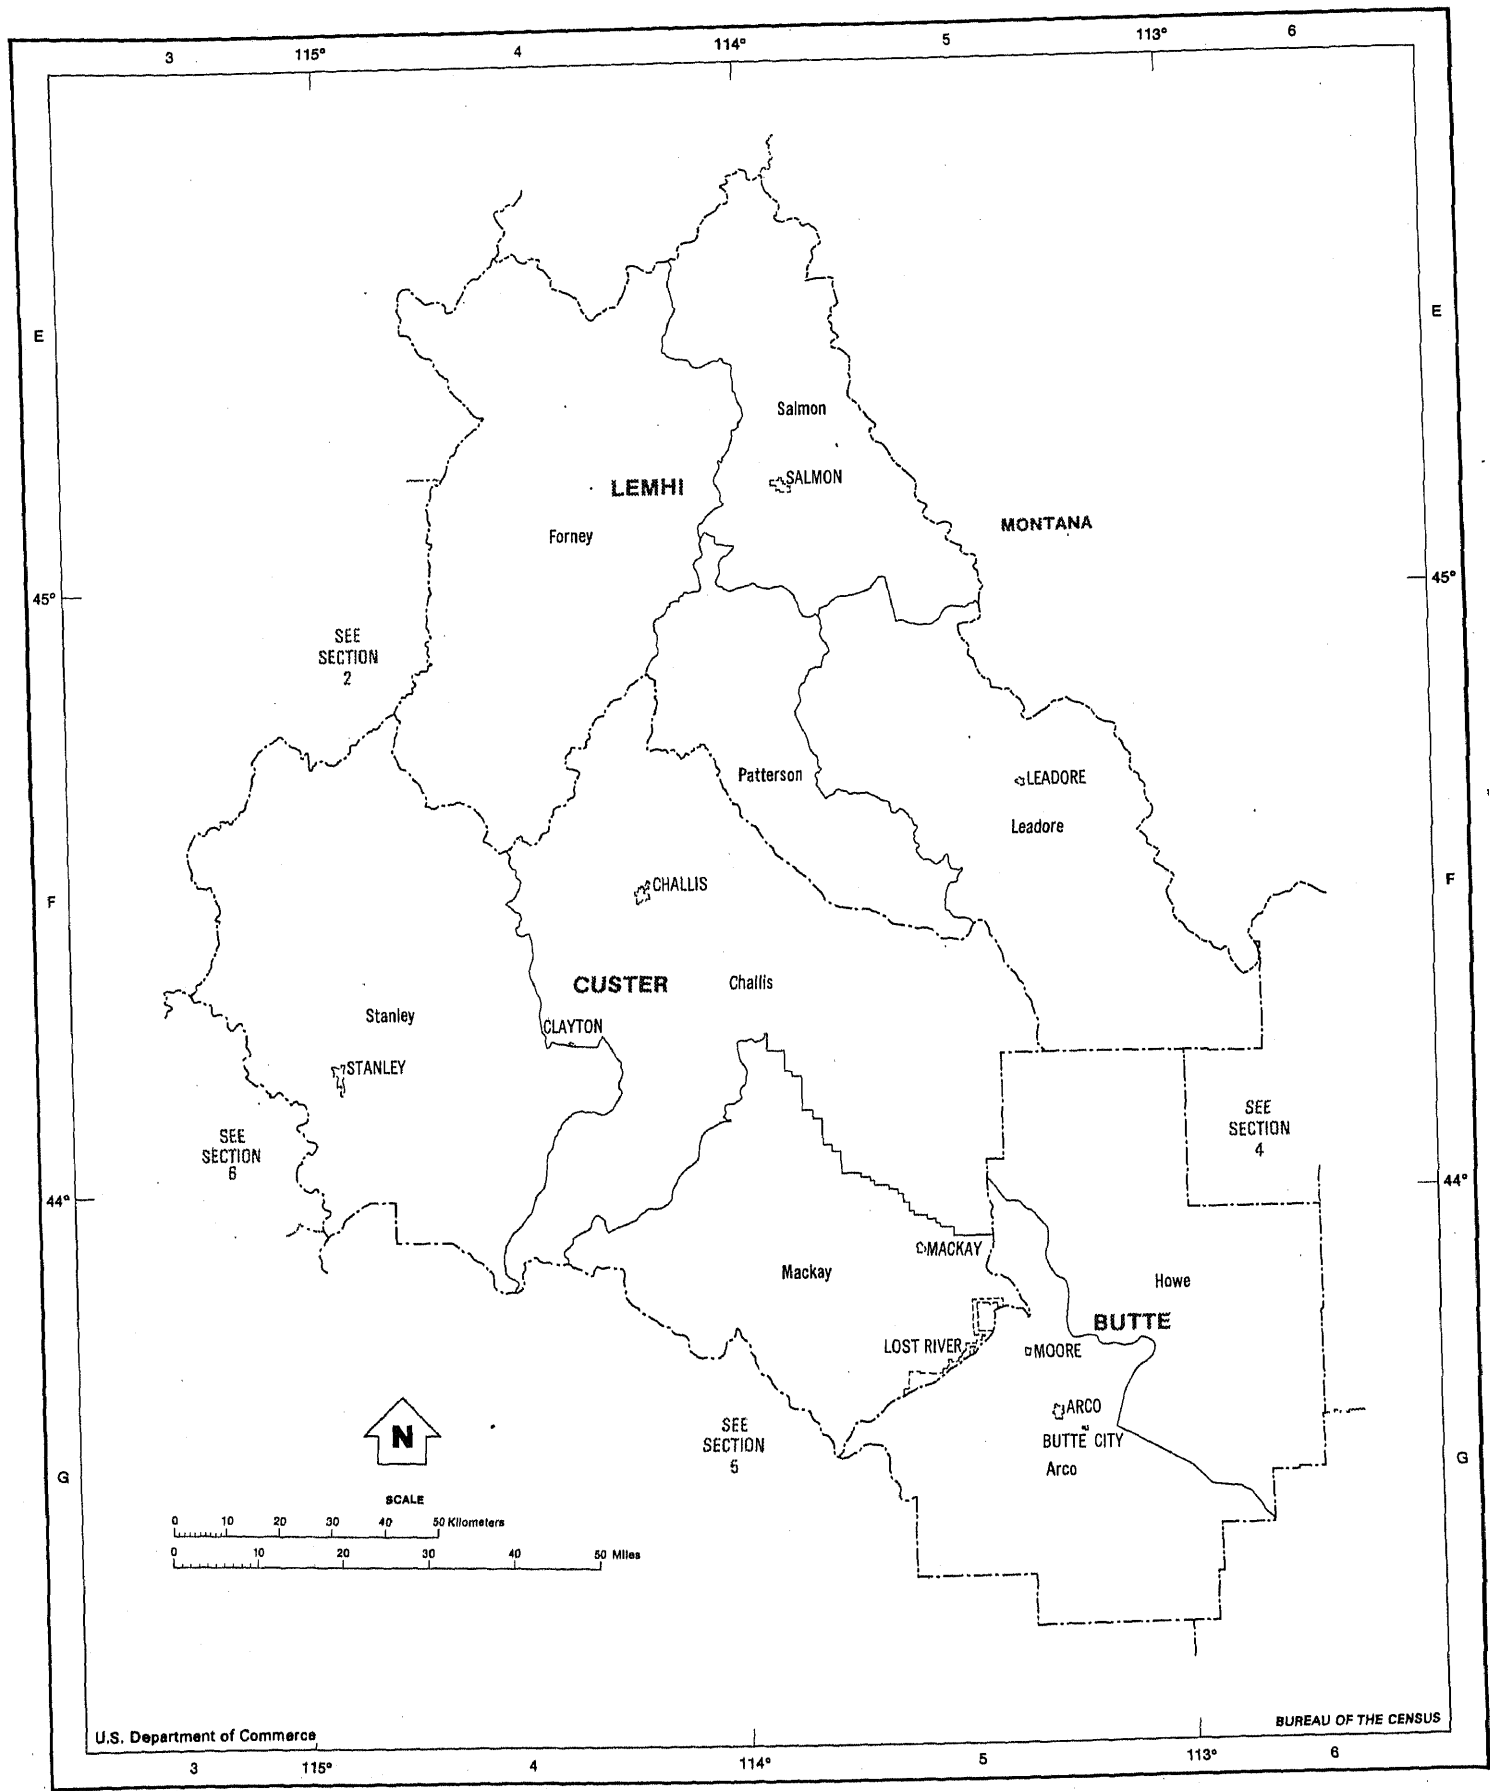 3 115° 4 114° 5 113° 6
E
E
Salmon
SALMON
LEMHI
MONTANA
Forney
45°
45°
SEE
SECTION
2
Patterson
LEADORE
Leadore
CHALLIS
F
F
CUSTER
Challis
Stanley
CLAYTON
STANLEY
SEE
SECTION
4
SEE
SECTION
6
44°
44°
MACKAY
Mackay
Howe
BUTTE
LOST RIVER
MOORE
ARCO
BUTTE CITY
Arco
SEE
SECTION
5
N
G
G
SCALE
0 10 20 30 40 50 Kilometers
0 10 20 30 40 50 Miles
U.S. Department of Commerce
BUREAU OF THE CENSUS
3 115° 4 114° 5 113° 6